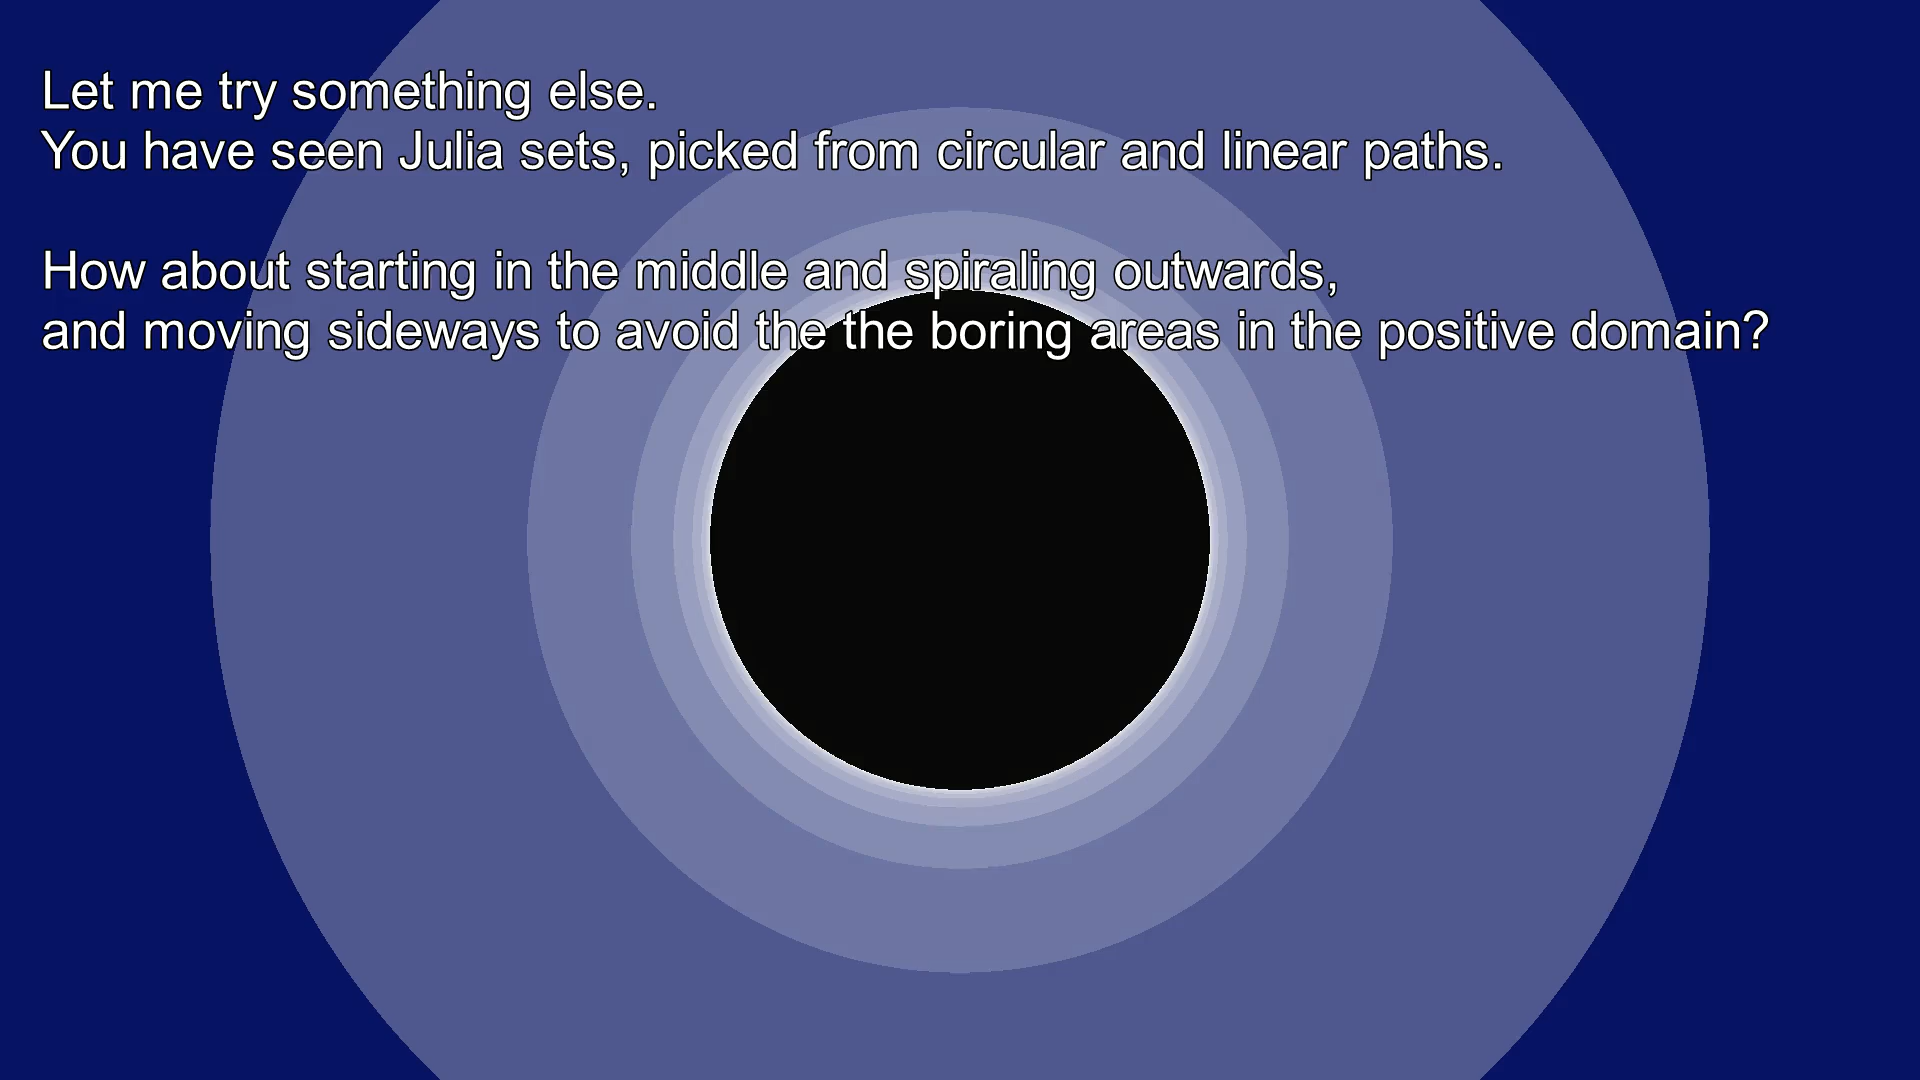 Let me try something else.
You have seen Julia sets, picked from circular and linear paths.
How about starting in the middle and spiraling outwards,
and moving sideways to avoid the the boring areas in the positive domain?